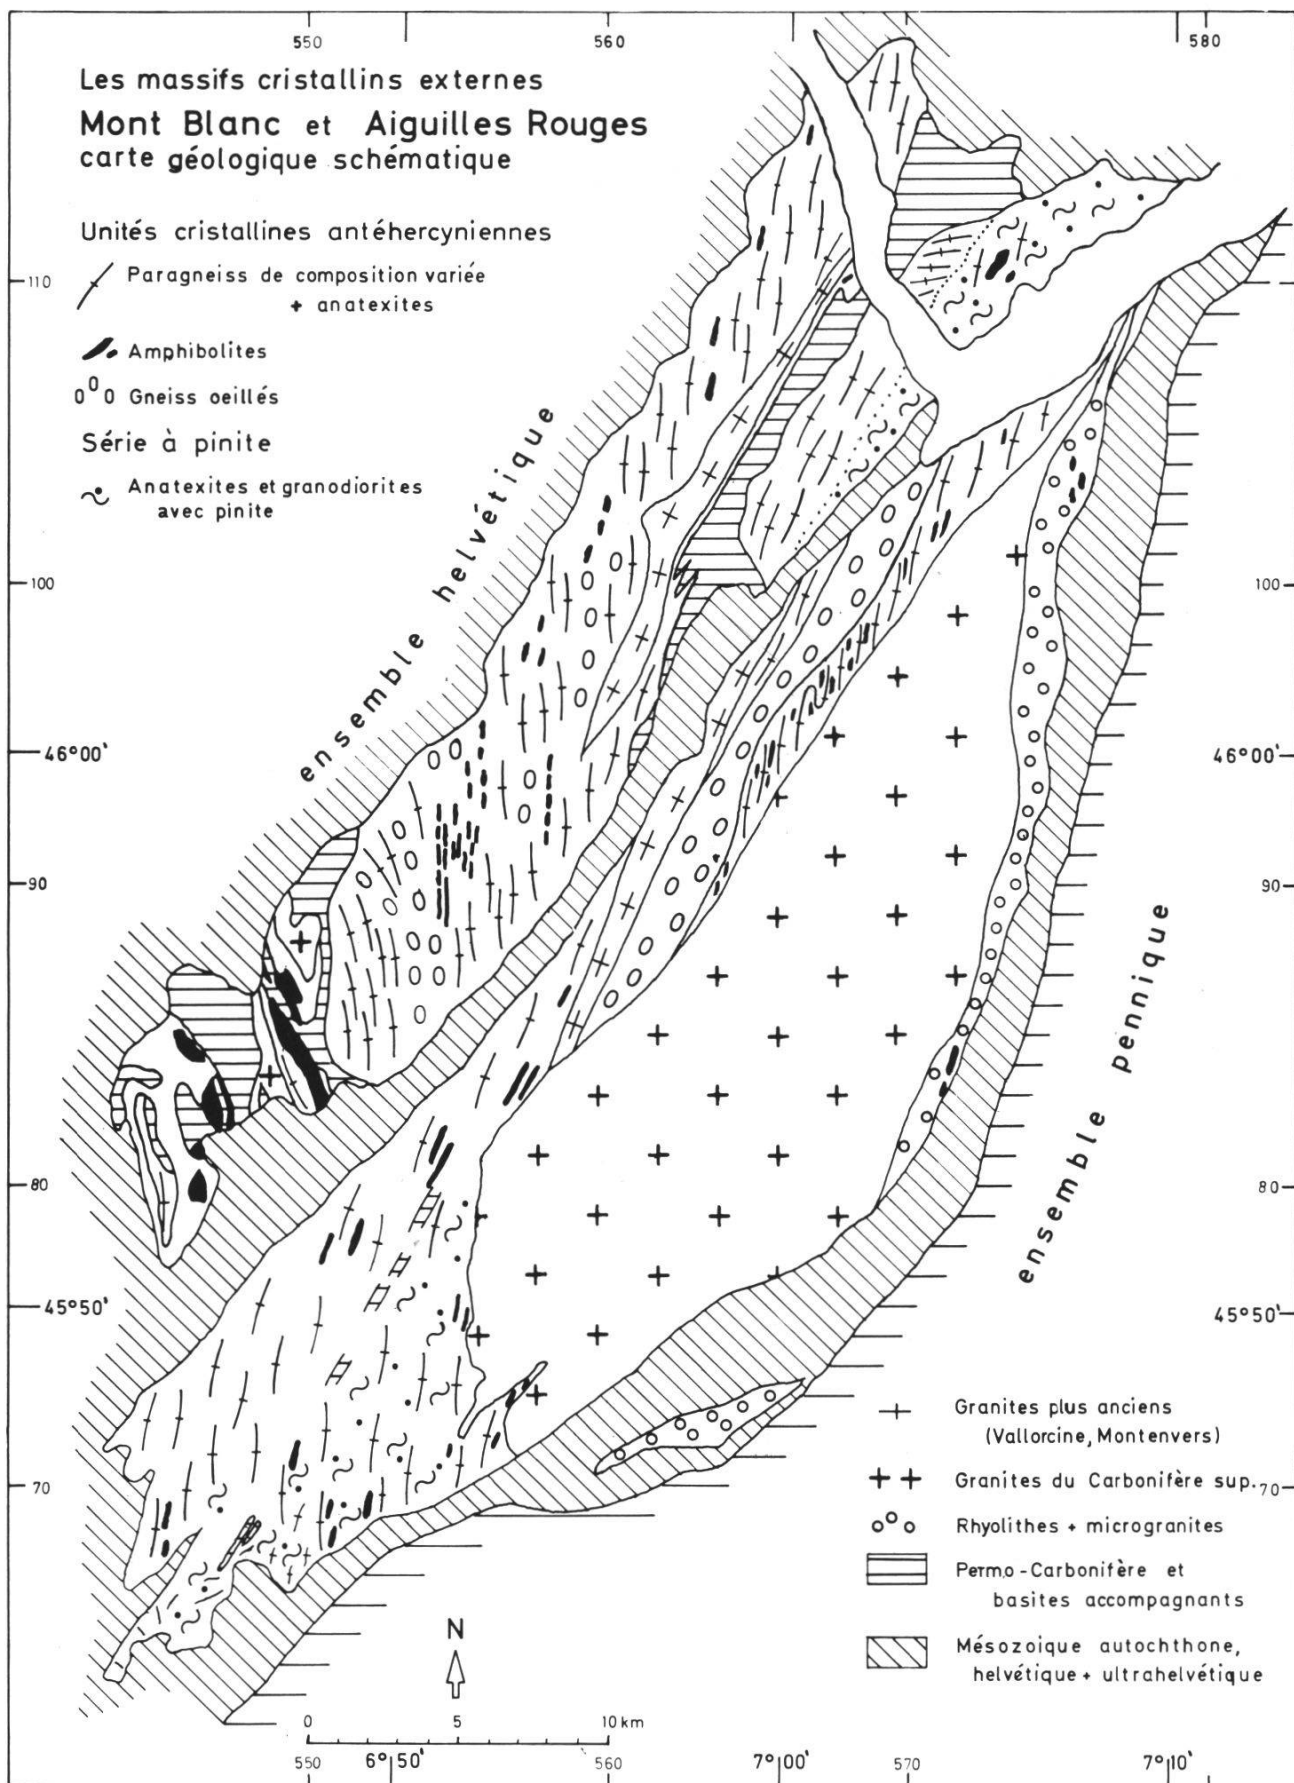 550
560
580
Les massifs cristallins externes
Mont Blanc et Aiguilles Rouges
carte géologique schématique
Unités cristallines antéhercyniennes
Paragneiss de composition variée
+ anatexites
Amphibolites
Gneiss oeillés
Série à pinite
Anatexites et granodiorites
avec pinite
110
ensemble helvétique
100
100
46°00'
46°00'
90
90
ensemble pennique
80
80
45°50'
45°50'
70
Granites plus anciens
(Vallorcine, Montenvers)
Granites du Carbonifère sup.
70
Rhyolithes + microgranites
Permo-Carbonifère et
basites accompagnants
Mésozoique autochthone,
helvétique + ultrahelvétique
N
0 5 10 km
550 6°50' 560 7°00' 570 7°10'